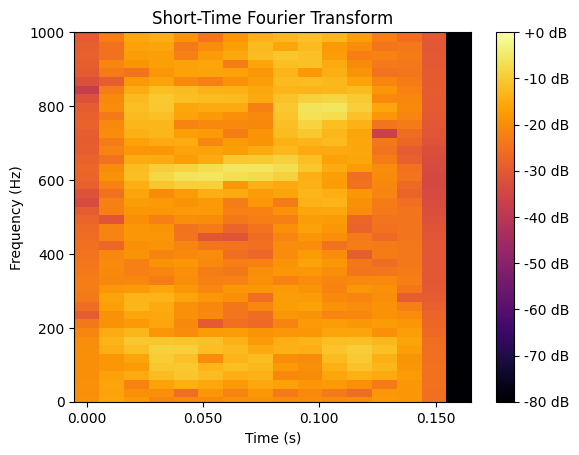 Short-Time Fourier Transform
1000
800
600
400
200
0
Frequency (Hz)
0.000
0.050
0.100
0.150
Time (s)
+0 dB
-10 dB
-20 dB
-30 dB
-40 dB
-50 dB
-60 dB
-70 dB
-80 dB